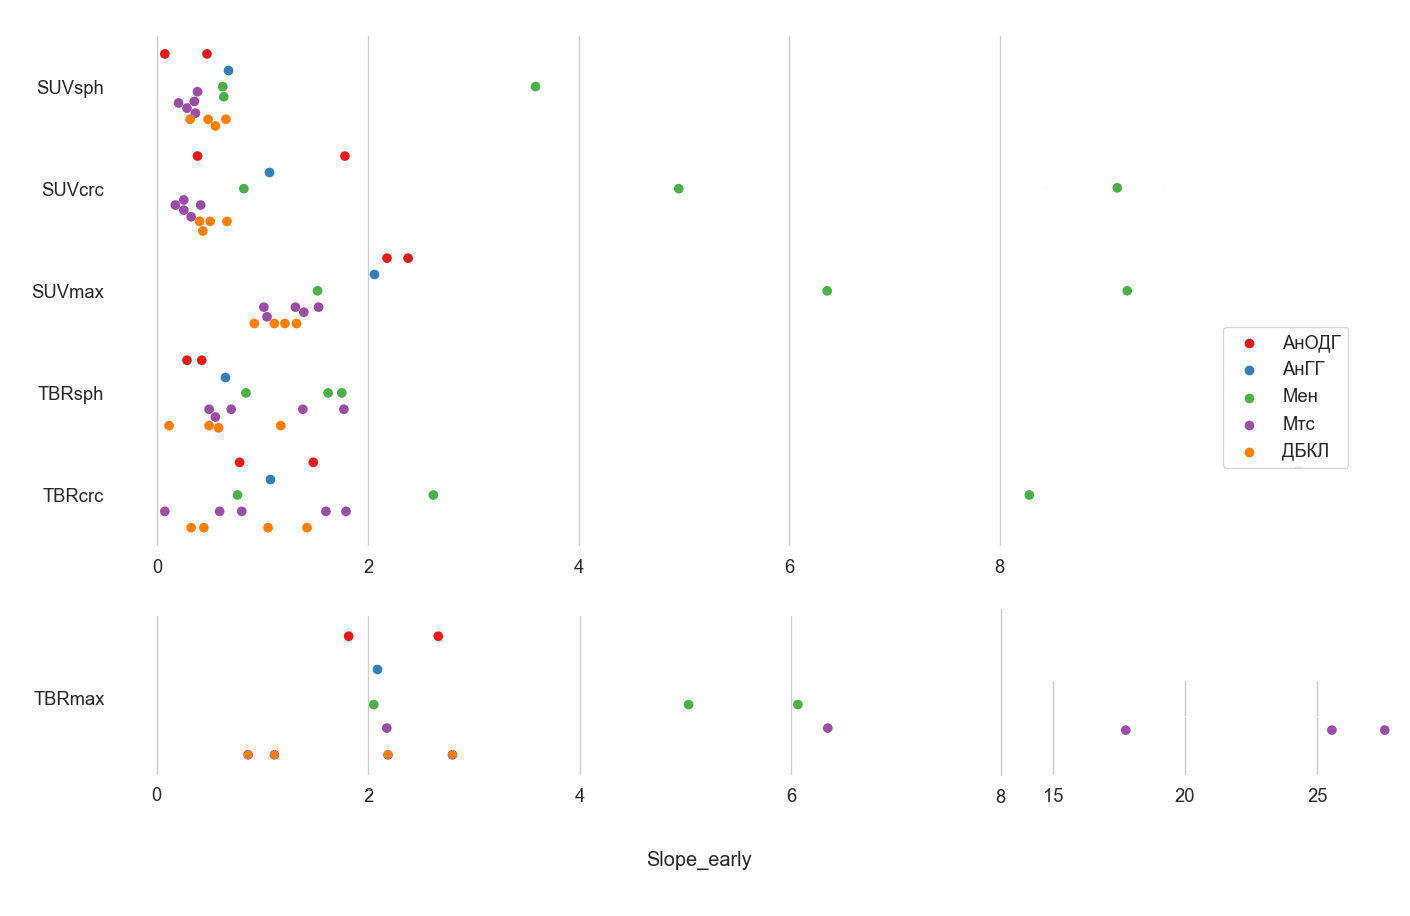 SUVsph
SUVcrc
SUVmax
TBRsph
TBRcrc
0 2 4 6 8
АнОДГ
АнГГ
Мен
Мтс
ДБКЛ
TBRmax
0 2 4 6 8 15 20 25
Slope_early